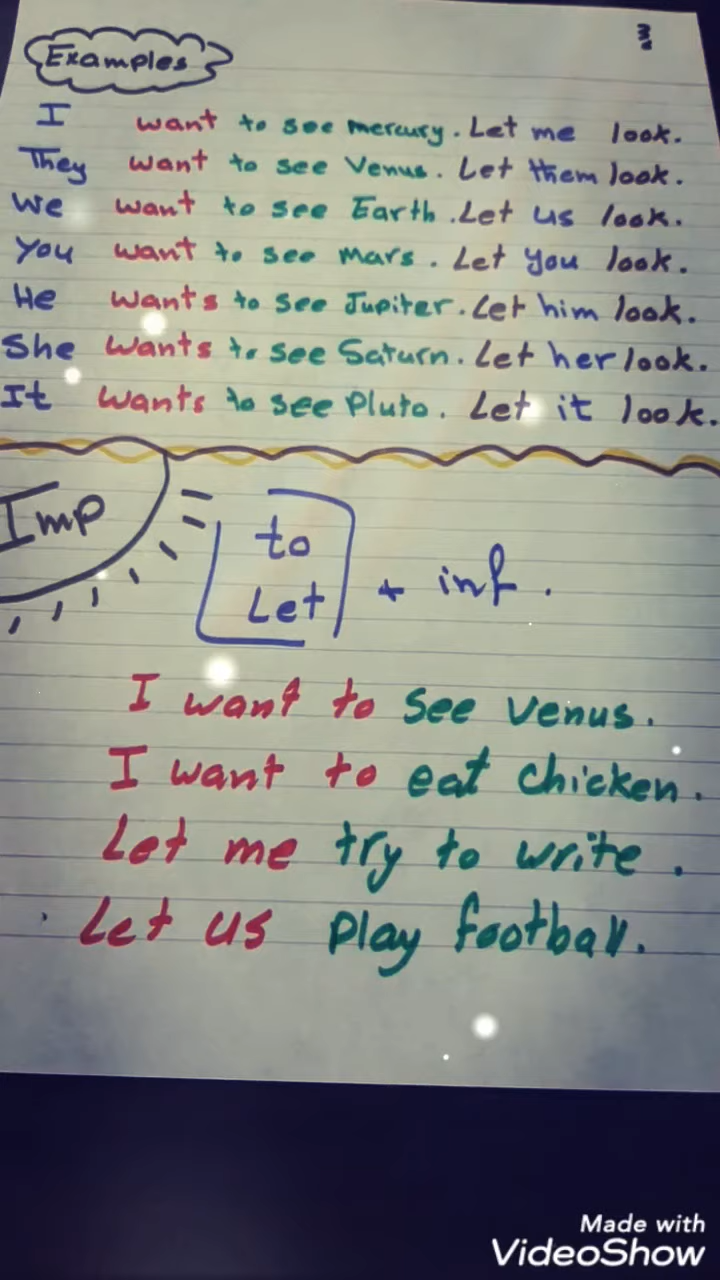 Examples
I want to see mercury. Let me look.
They want to see Venus. Let them look.
We want to see Earth. Let us look.
You want to see Mars. Let you look.
He wants to see Jupiter. Let him look.
She wants to see Saturn. Let her look.
It wants to see Pluto. Let it look.
Imp
to
Let
+ inf.
I want to see Venus.
I want to eat chicken.
Let me try to write.
Let us play football.
Made with
VideoShow